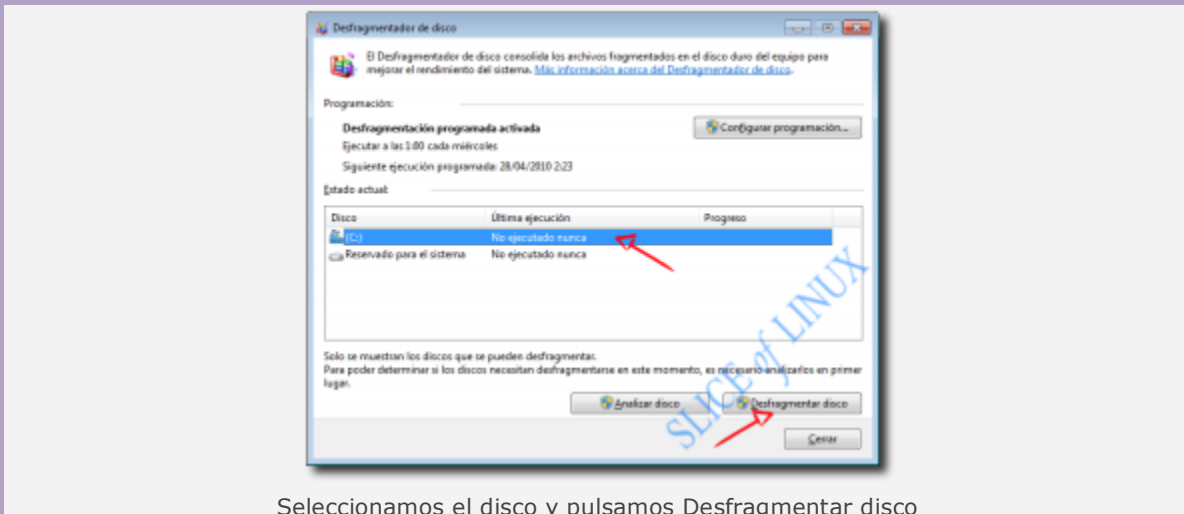 Desfragmentador de disco
El Desfragmentador de disco consolida los archivos fragmentados en el disco duro del equipo para
mejorar el rendimiento del sistema. Más información acerca del Desfragmentador de disco.
Programación:
Desfragmentación programada activada
Configurar programación...
Ejecutar a las 1:00 cada miércoles
Siguiente ejecución programada: 28/04/2010 2:23
Estado actual:
Disco Última ejecución Progreso
(C:) No ejecutado nunca
Reservado para el sistema No ejecutado nunca
Solo se muestran los discos que se pueden desfragmentar.
Para poder determinar si los discos necesitan desfragmentarse en este momento, es necesario analizarlos en primer
lugar.
Analizar disco Desfragmentar disco
Cerrar
SLICE of LINUX
Seleccionamos el disco y pulsamos Desfragmentar disco